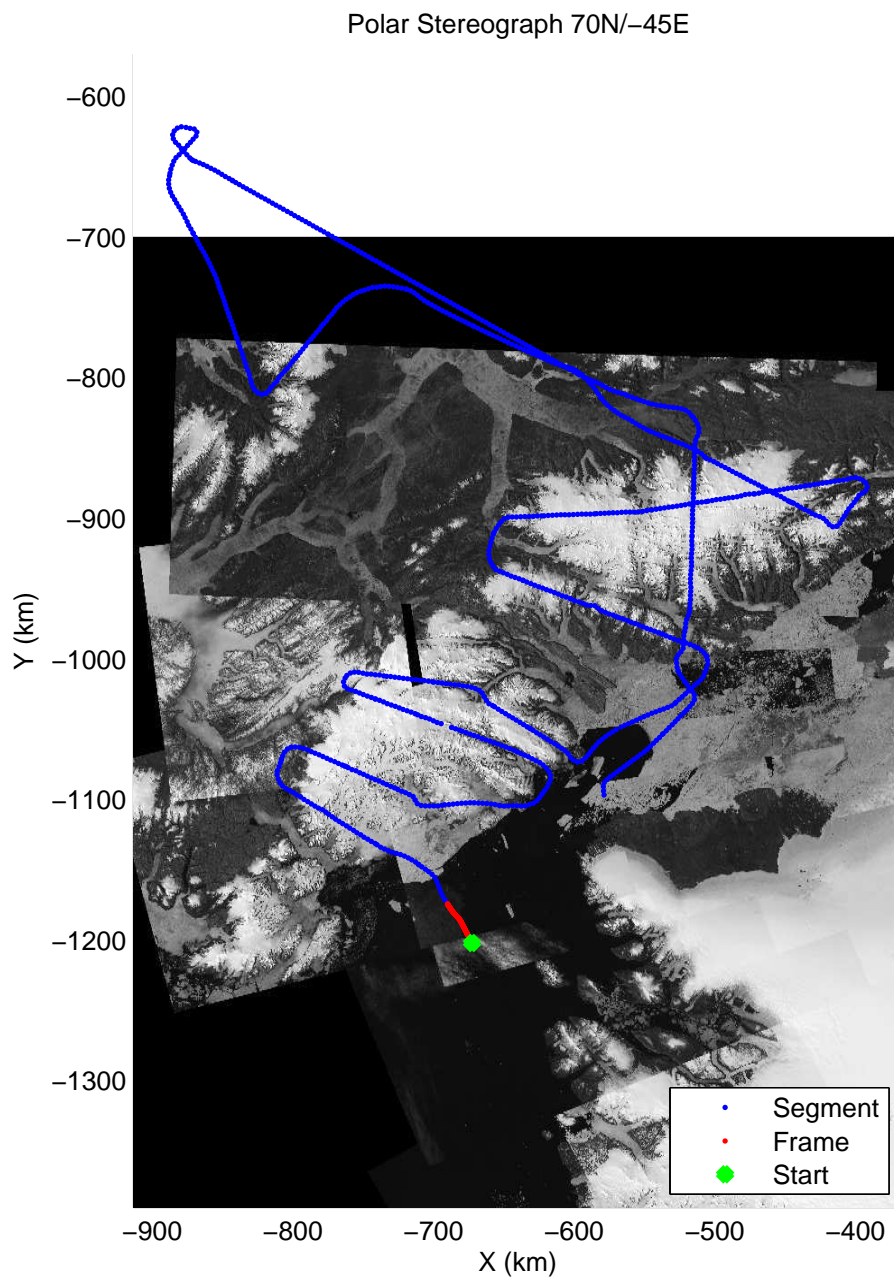 Polar Stereograph 70N/−45E
−600
−700
−800
−900
−1000
−1100
−1200
−1300
Y (km)
Segment
Frame
Start
−900 −800 −700 −600 −500 −400
X (km)